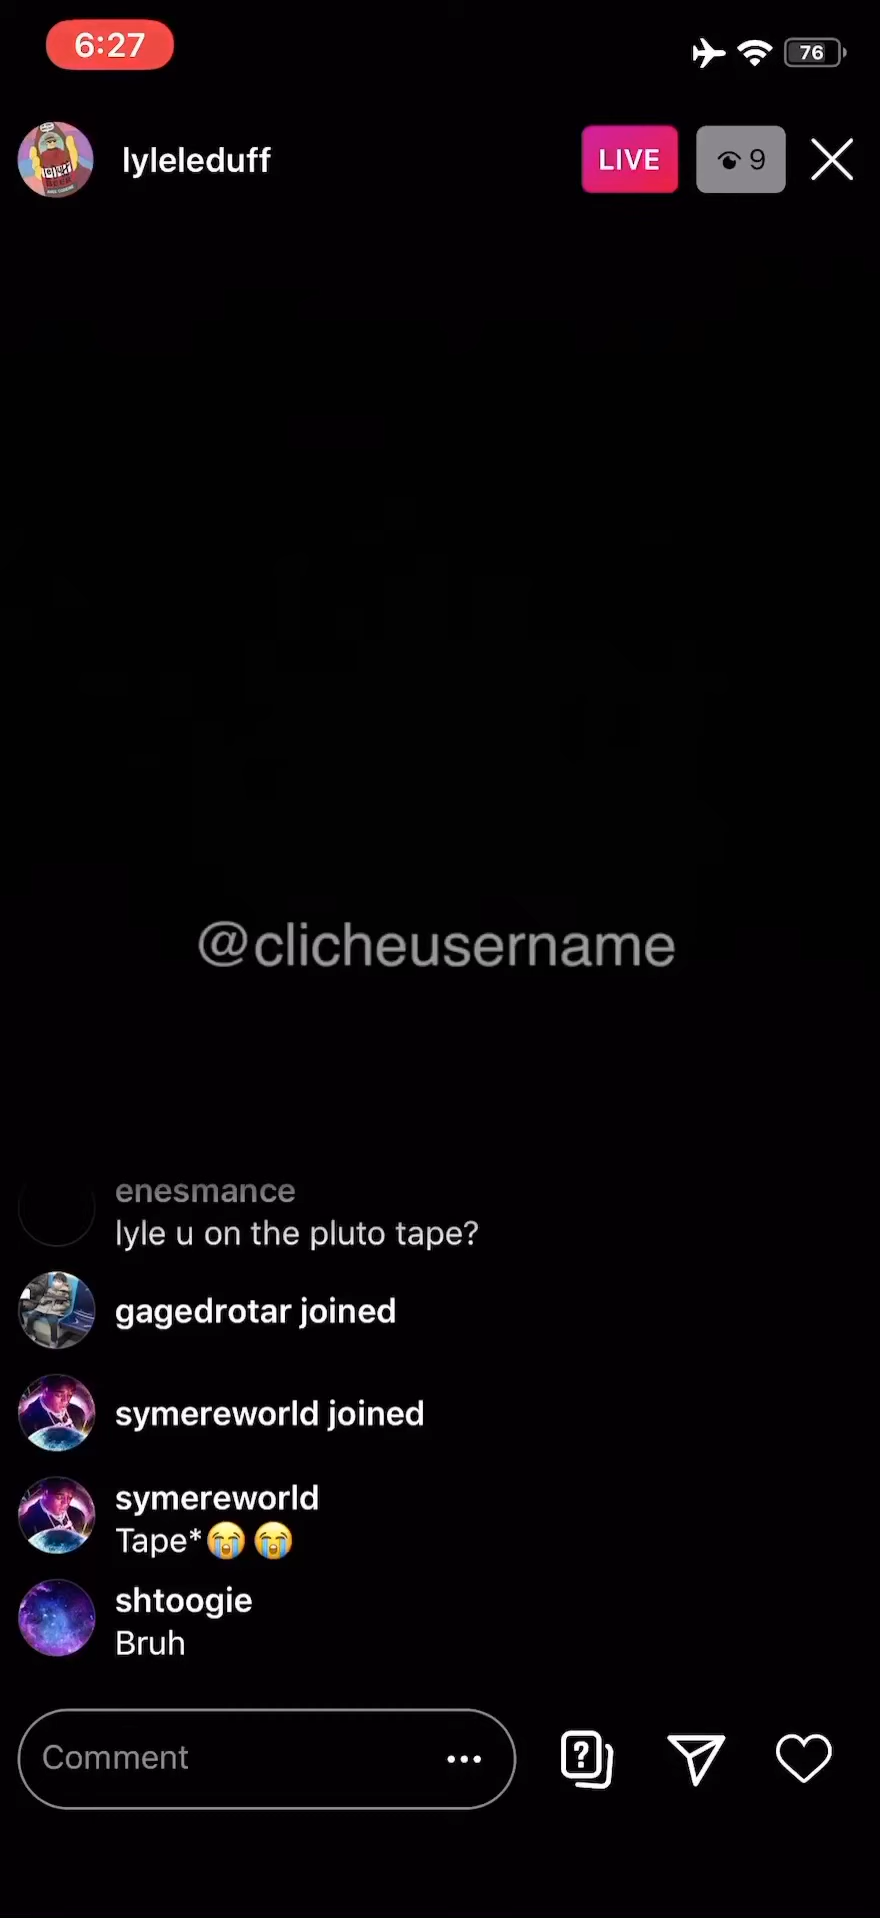 6:27
76
lyleleduff
LIVE
9
@clicheusername
enesmance
lyle u on the pluto tape?
gagedrotar joined
symereworld joined
symereworld
Tape*😭😭
shtoogie
Bruh
Comment